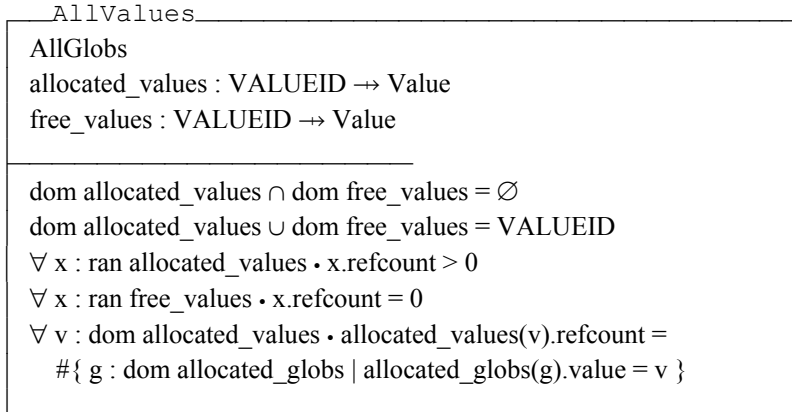 AllValues
AllGlobs
allocated_values : VALUEID ⇸ Value
free_values : VALUEID ⇸ Value
dom allocated_values ∩ dom free_values = ∅
dom allocated_values ∪ dom free_values = VALUEID
∀ x : ran allocated_values • x.refcount > 0
∀ x : ran free_values • x.refcount = 0
∀ v : dom allocated_values • allocated_values(v).refcount =
#{ g : dom allocated_globs | allocated_globs(g).value = v }